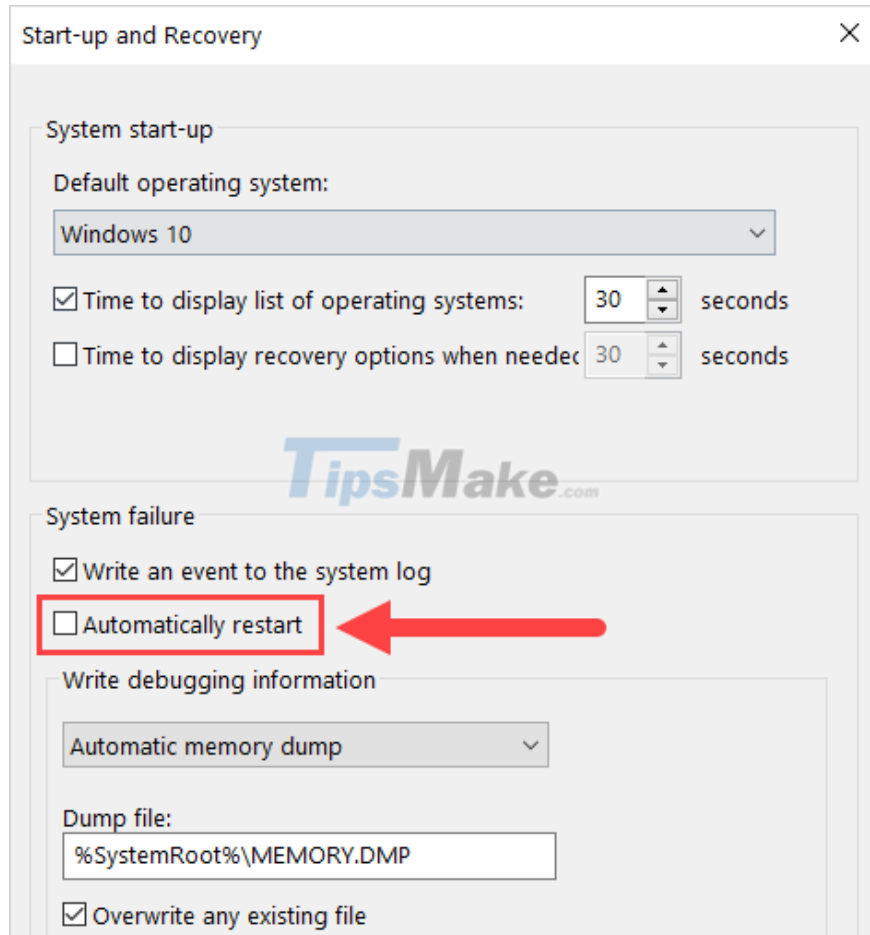 Start-up and Recovery
System start-up
Default operating system:
Windows 10
Time to display list of operating systems: 30 seconds
Time to display recovery options when needed 30 seconds
TipsMake.com
System failure
Write an event to the system log
Automatically restart
Write debugging information
Automatic memory dump
Dump file:
%SystemRoot%\MEMORY.DMP
Overwrite any existing file